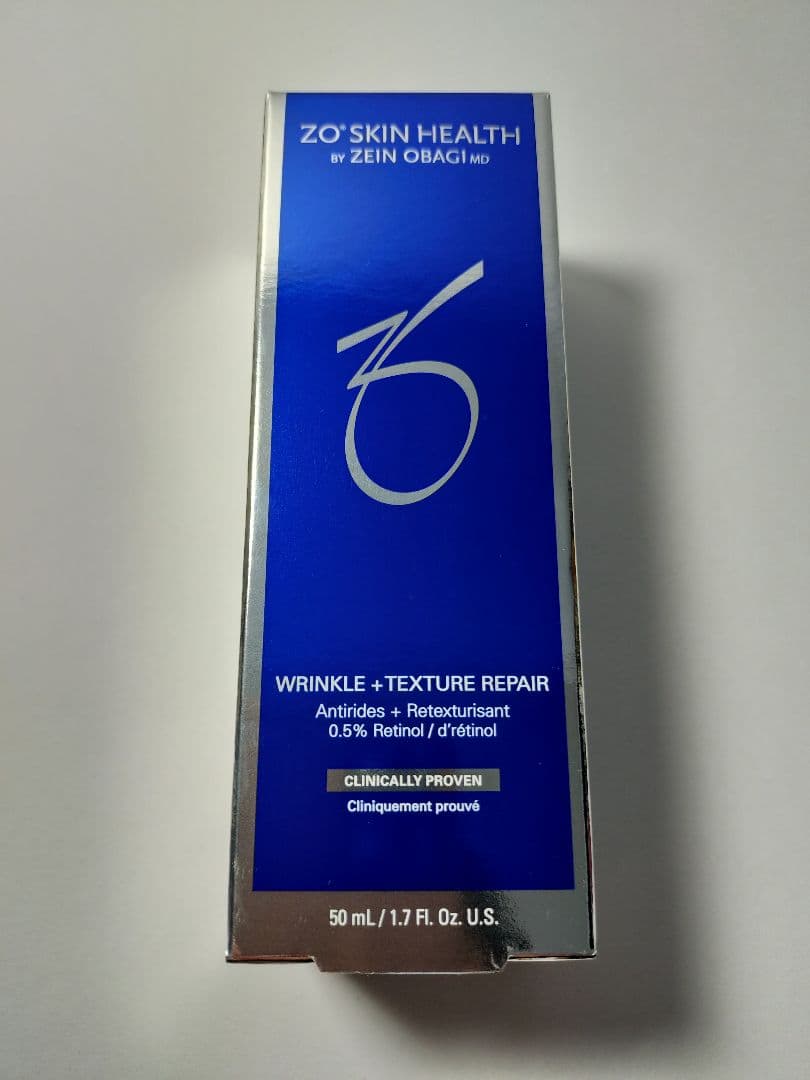 ZO® SKIN HEALTH
BY ZEIN OBAGI MD
WRINKLE + TEXTURE REPAIR
Antirides + Retexturisant
0.5% Retinol / d'rétinol
CLINICALLY PROVEN
Cliniquement prouvé
50 mL / 1.7 Fl. Oz. U.S.